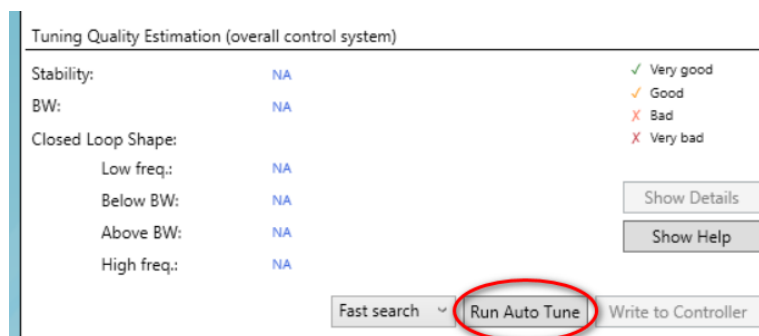 Tuning Quality Estimation (overall control system)
Stability: NA
✓ Very good
✓ Good
BW: NA
✗ Bad
Closed Loop Shape:
✗ Very bad
Low freq.: NA
Below BW: NA
Show Details
Above BW: NA
Show Help
High freq.: NA
Fast search Run Auto Tune Write to Controller